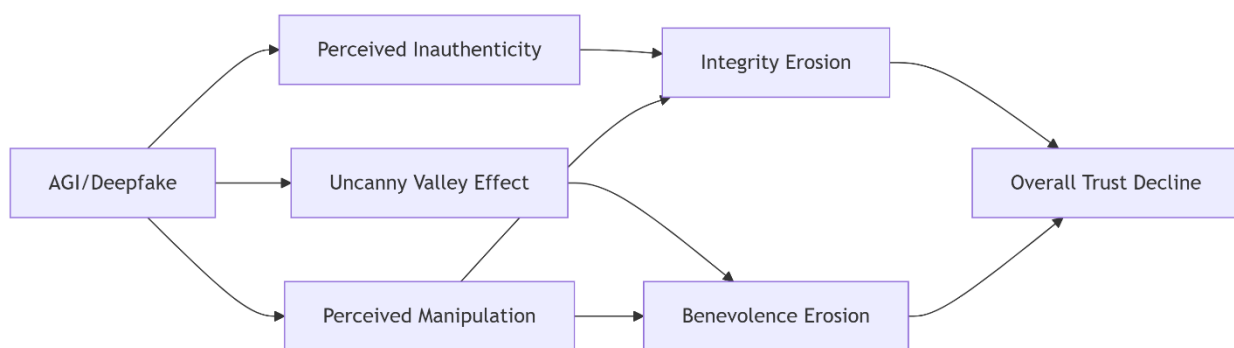 Perceived Inauthenticity
Integrity Erosion
AGI/Deepfake
Uncanny Valley Effect
Overall Trust Decline
Perceived Manipulation
Benevolence Erosion